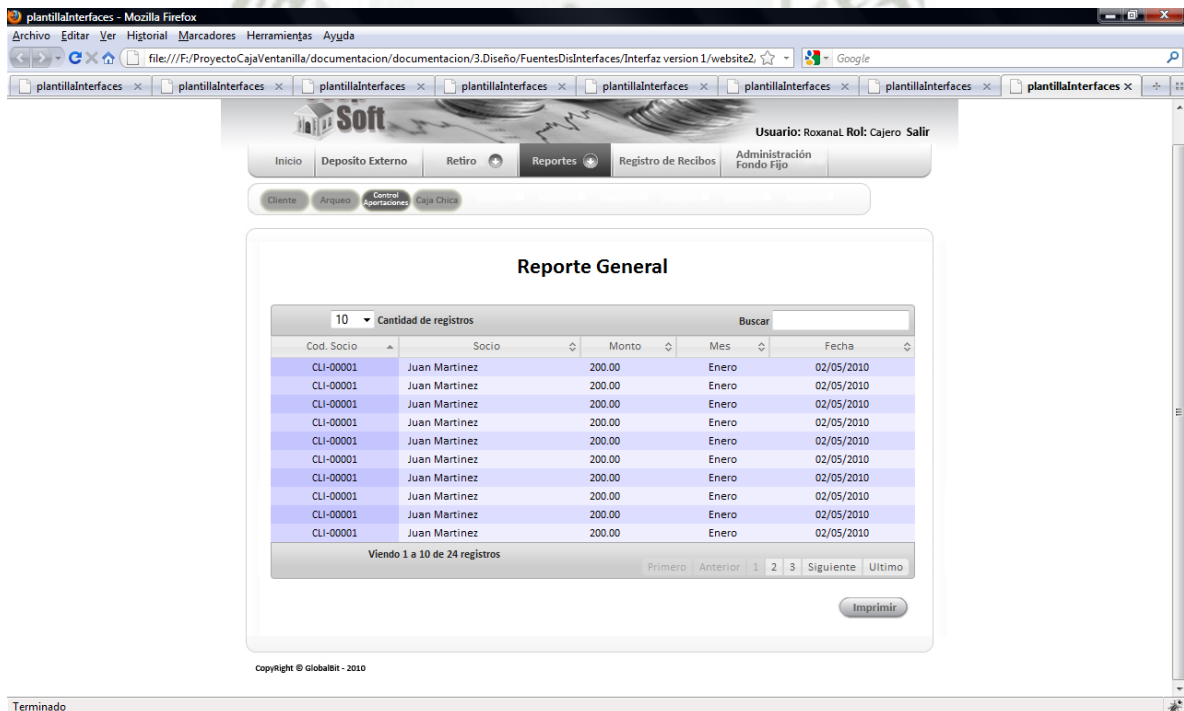 plantillaInterfaces - Mozilla Firefox
Archivo Editar Ver Historial Marcadores Herramientas Ayuda
file:///F:/ProyectoCajaVentanilla/documentacion/documentacion/3.Diseño/FuentesDisInterfaces/Interfaz version 1/website2, Google
plantillaInterfaces plantillaInterfaces plantillaInterfaces plantillaInterfaces plantillaInterfaces plantillaInterfaces plantillaInterfaces plantillaInterfaces
Soft
Usuario: RoxanaL Rol: Cajero Salir
Inicio Deposito Externo Retiro Reportes Registro de Recibos Administración Fondo Fijo
Cliente Arqueo Control Aportaciones Caja Chica
Reporte General
10 Cantidad de registros Buscar
Cod. Socio Socio Monto Mes Fecha
CLI-00001 Juan Martinez 200.00 Enero 02/05/2010
CLI-00001 Juan Martinez 200.00 Enero 02/05/2010
CLI-00001 Juan Martinez 200.00 Enero 02/05/2010
CLI-00001 Juan Martinez 200.00 Enero 02/05/2010
CLI-00001 Juan Martinez 200.00 Enero 02/05/2010
CLI-00001 Juan Martinez 200.00 Enero 02/05/2010
CLI-00001 Juan Martinez 200.00 Enero 02/05/2010
CLI-00001 Juan Martinez 200.00 Enero 02/05/2010
CLI-00001 Juan Martinez 200.00 Enero 02/05/2010
CLI-00001 Juan Martinez 200.00 Enero 02/05/2010
Viendo 1 a 10 de 24 registros
Primero Anterior 1 2 3 Siguiente Ultimo
Imprimir
CopyRight © GlobalBit - 2010
Terminado